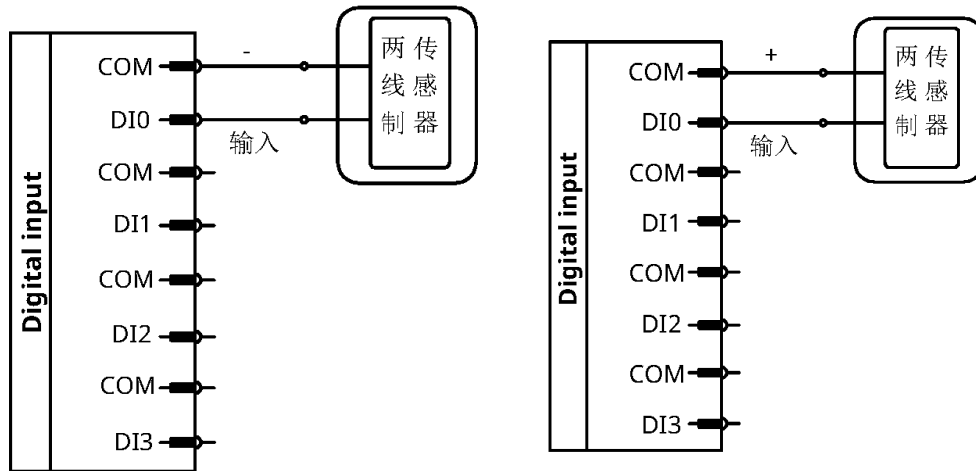 Digital input
COM
DI0
COM
DI1
COM
DI2
COM
DI3
-
输入
两 传
线 感
制 器
Digital input
COM
DI0
COM
DI1
COM
DI2
COM
DI3
+
输入
两 传
线 感
制 器